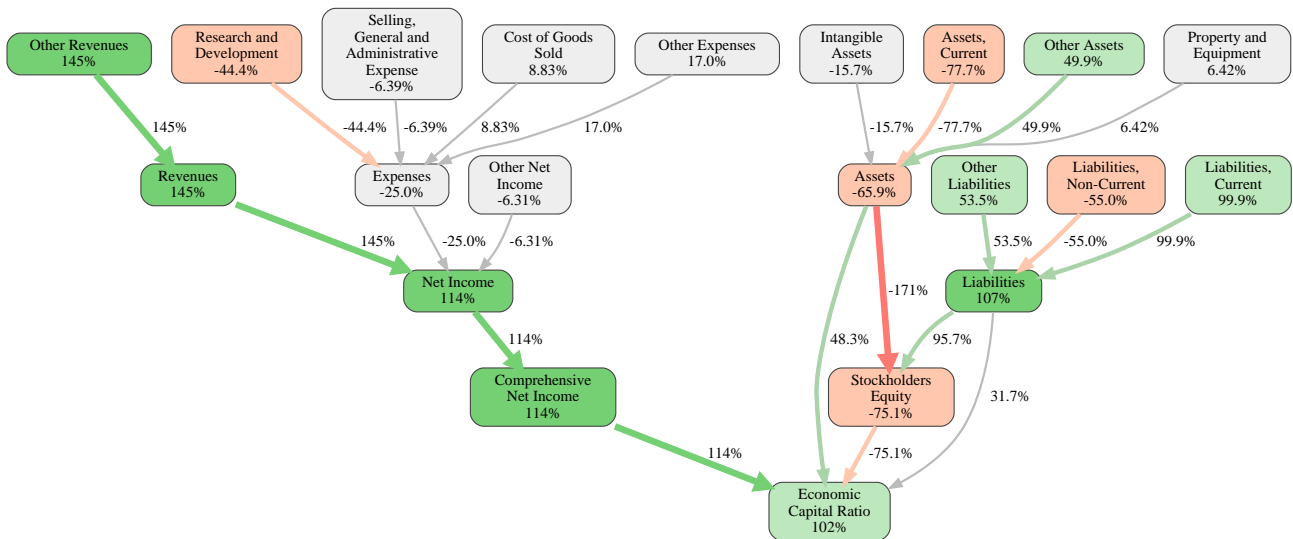 Other Revenues
145%
Research and
Development
-44.4%
Selling,
General and
Administrative
Expense
-6.39%
Cost of Goods
Sold
8.83%
Other Expenses
17.0%
Intangible
Assets
-15.7%
Assets,
Current
-77.7%
Other Assets
49.9%
Property and
Equipment
6.42%
145%
-44.4%
-6.39%
8.83%
17.0%
-15.7%
-77.7%
49.9%
6.42%
Revenues
145%
Expenses
-25.0%
Other Net
Income
-6.31%
Assets
-65.9%
Other
Liabilities
53.5%
Liabilities,
Non-Current
-55.0%
Liabilities,
Current
99.9%
145%
-25.0%
-6.31%
53.5%
-55.0%
99.9%
Net Income
114%
-171%
Liabilities
107%
114%
48.3%
95.7%
Comprehensive
Net Income
114%
Stockholders
Equity
-75.1%
31.7%
114%
-75.1%
Economic
Capital Ratio
102%